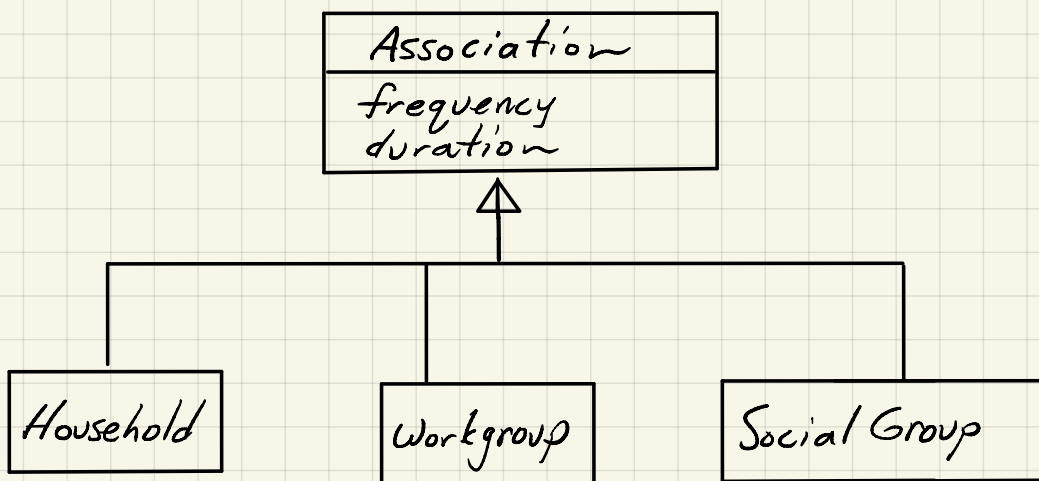 Association
frequency
duration
Household
Workgroup
Social Group